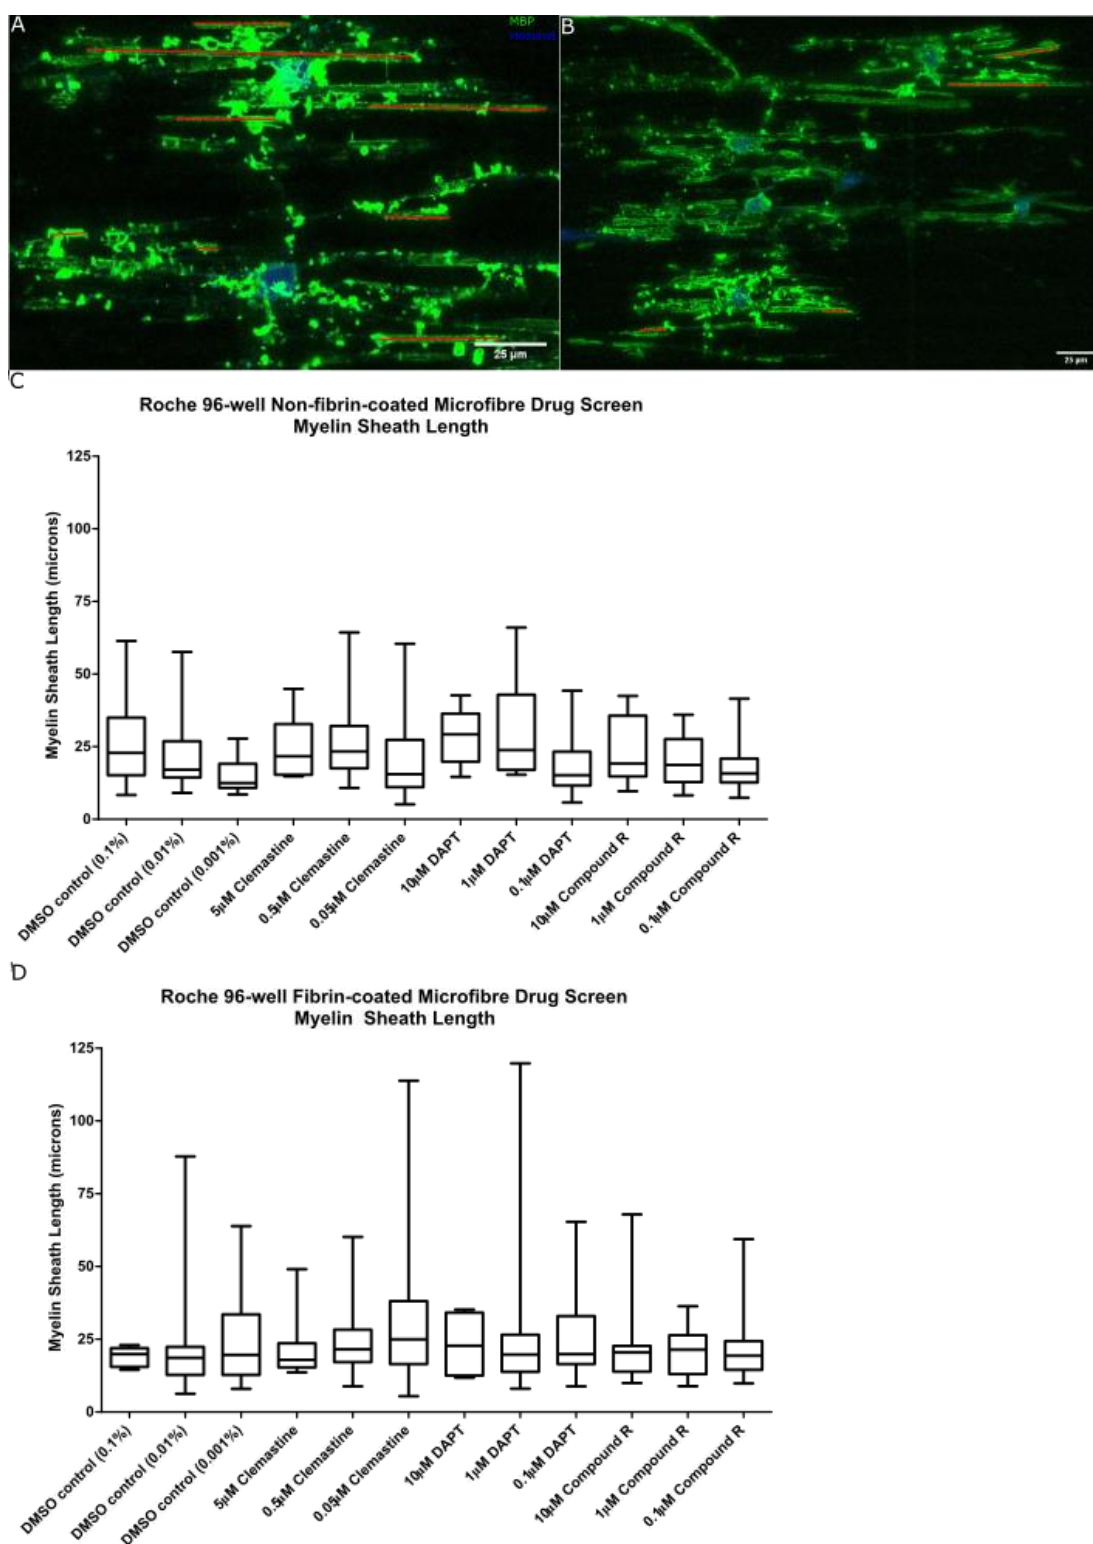 A
MBP
Hoechst
B
25 µm
25 µm
C
Roche 96-well Non-fibrin-coated Microfibre Drug Screen
Myelin Sheath Length
Myelin Sheath Length (microns)
125
100
75
50
25
0
DMSO control (0.1%)
DMSO control (0.01%)
DMSO control (0.001%)
5µM Clemastine
0.5µM Clemastine
0.05µM Clemastine
10µM DAPT
1µM DAPT
0.1µM DAPT
10µM Compound R
1µM Compound R
0.1µM Compound R
D
Roche 96-well Fibrin-coated Microfibre Drug Screen
Myelin Sheath Length
Myelin Sheath Length (microns)
125
100
75
50
25
0
DMSO control (0.1%)
DMSO control (0.01%)
DMSO control (0.001%)
5µM Clemastine
0.5µM Clemastine
0.05µM Clemastine
10µM DAPT
1µM DAPT
0.1µM DAPT
10µM Compound R
1µM Compound R
0.1µM Compound R